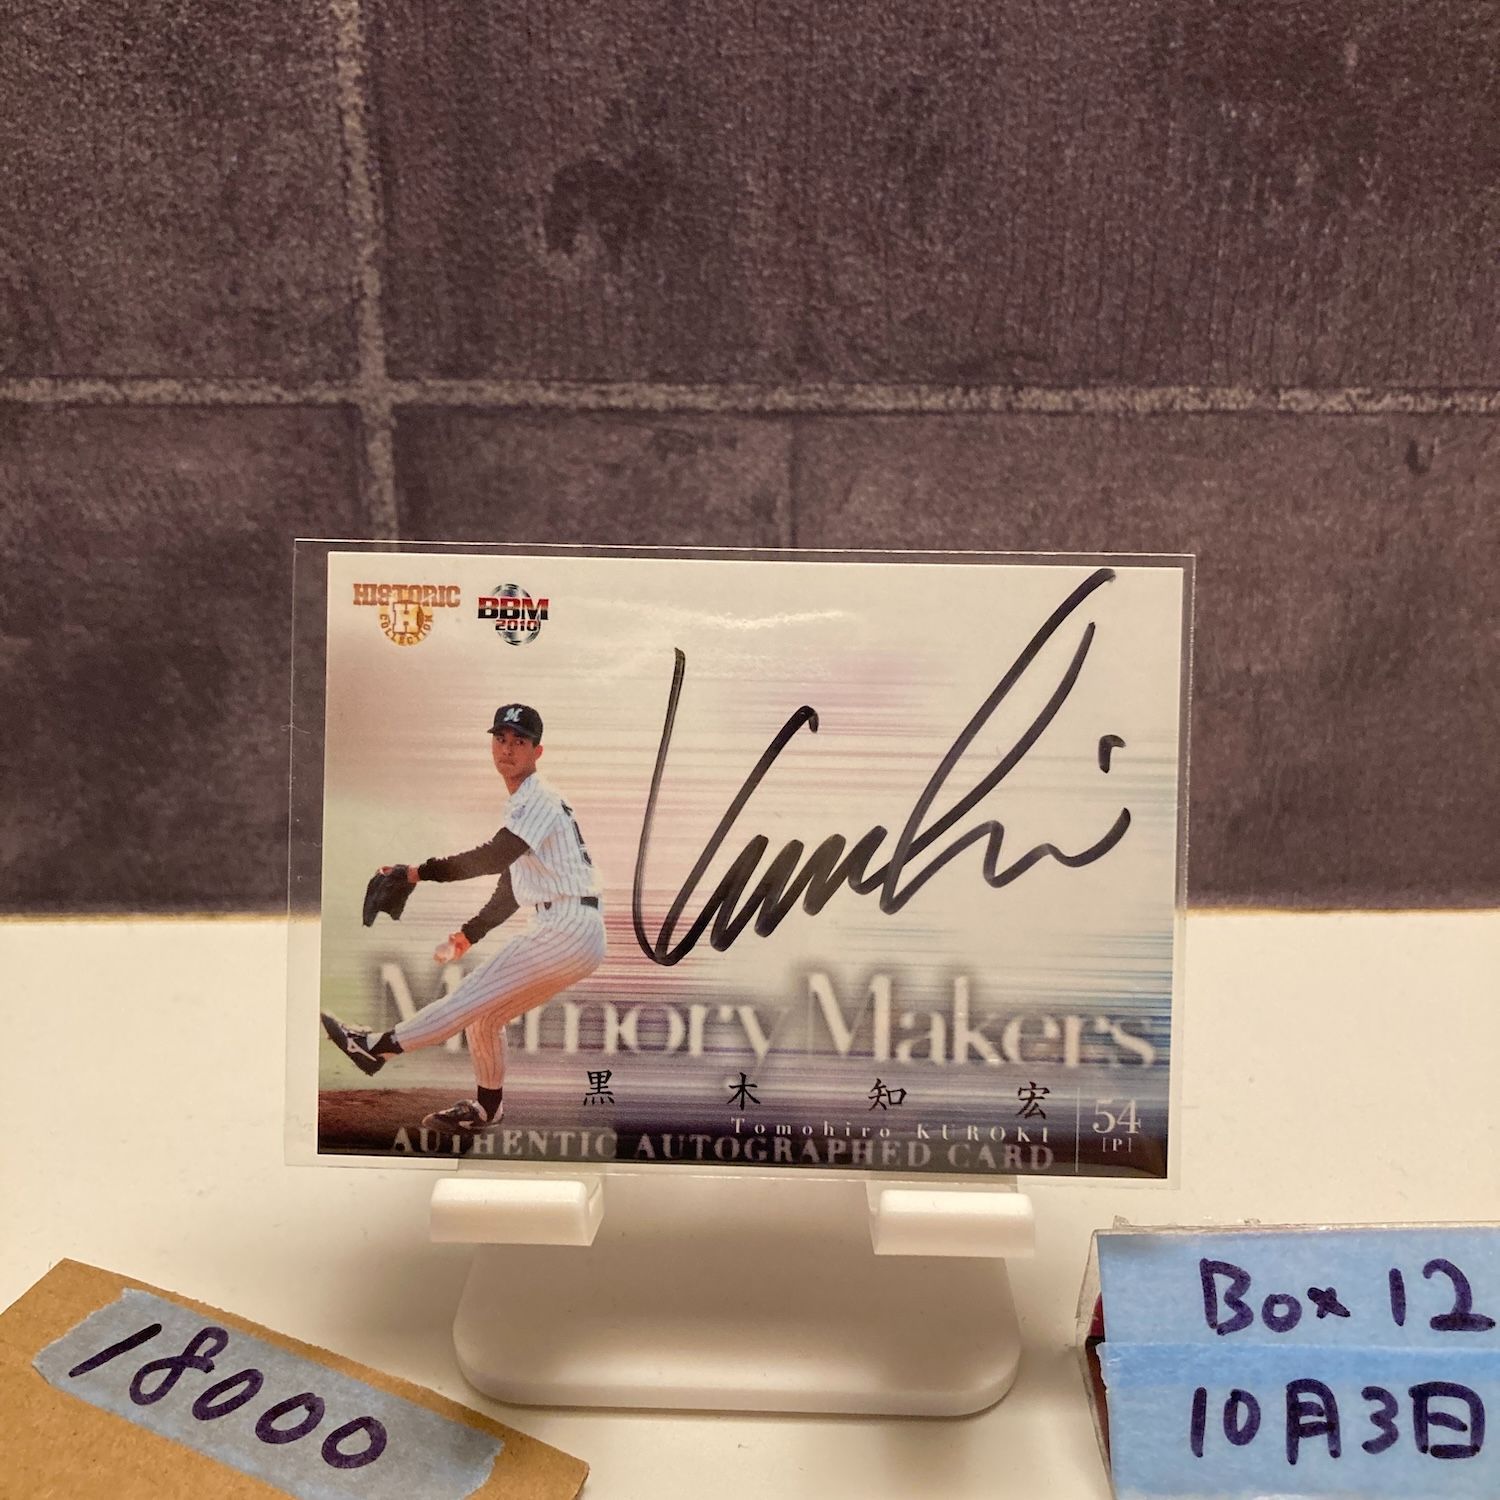 HISTORIC
H
COLLECTION
BBM
2010
M
Kuroki
Memory Makers
黒木知宏
Tomohiro KUROKI
54
[P]
AUTHENTIC AUTOGRAPHED CARD
18000
Box 12
10月3日